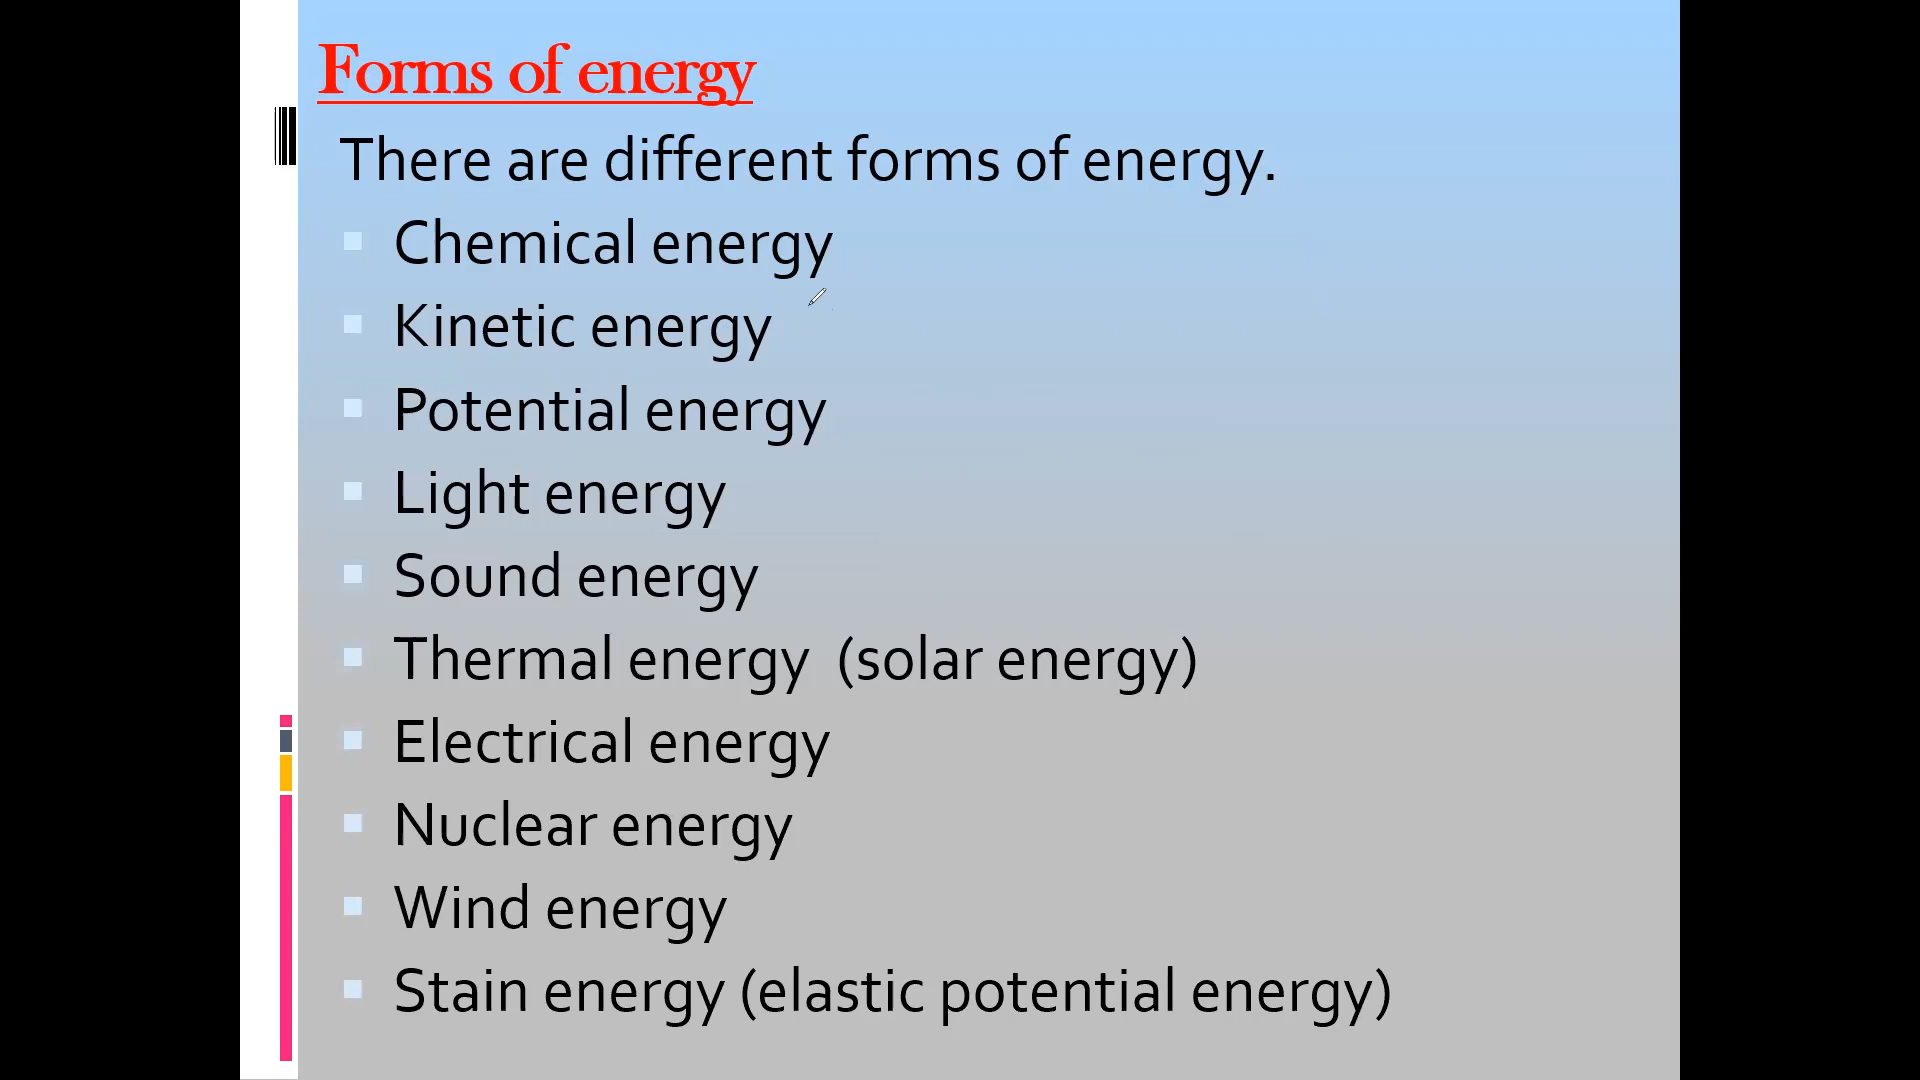 Forms of energy
There are different forms of energy.
Chemical energy
Kinetic energy
Potential energy
Light energy
Sound energy
Thermal energy (solar energy)
Electrical energy
Nuclear energy
Wind energy
Stain energy (elastic potential energy)